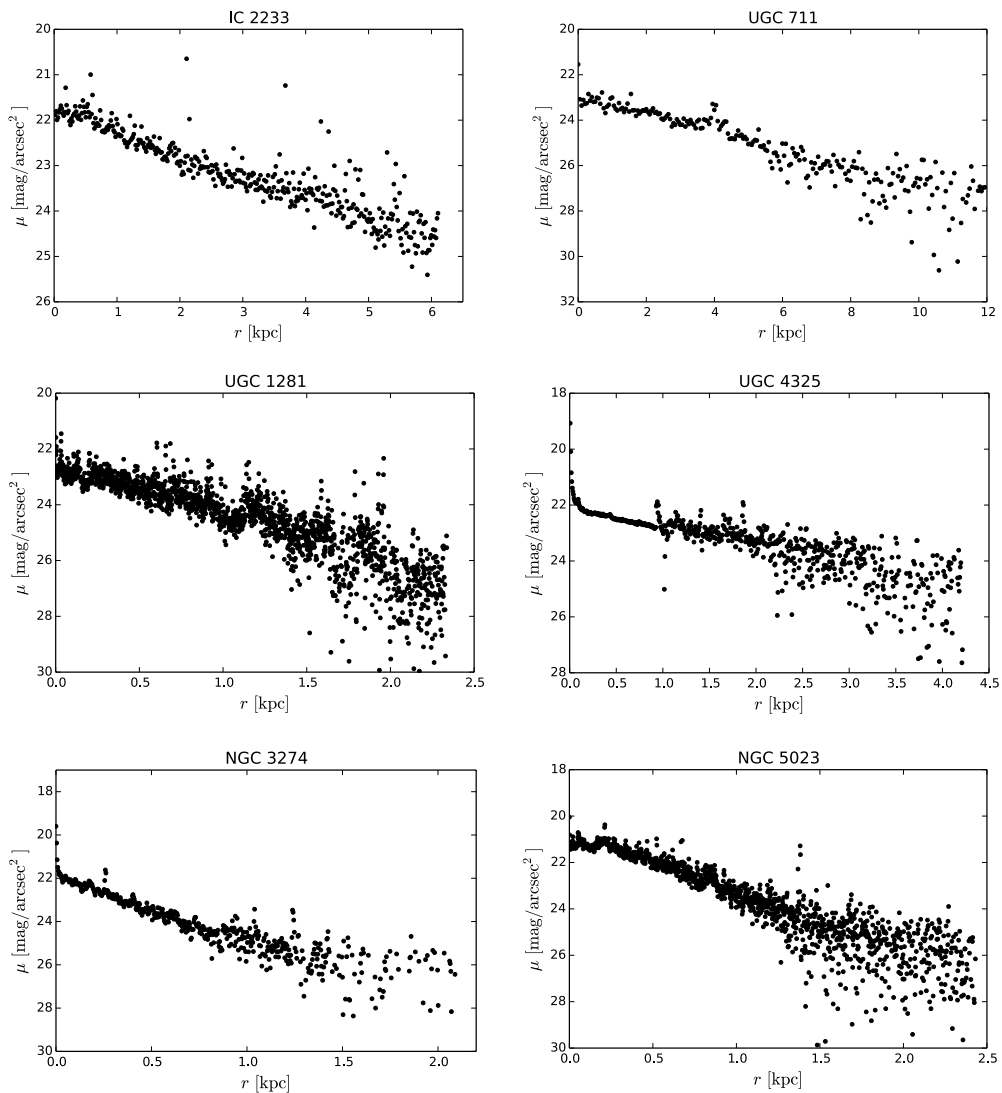 IC 2233
20
21
22
23
24
25
26
μ [mag/arcsec²]
0 1 2 3 4 5 6
r [kpc]
UGC 711
20
22
24
26
28
30
32
μ [mag/arcsec²]
0 2 4 6 8 10 12
r [kpc]
UGC 1281
20
22
24
26
28
30
μ [mag/arcsec²]
0.0 0.5 1.0 1.5 2.0 2.5
r [kpc]
UGC 4325
18
20
22
24
26
28
μ [mag/arcsec²]
0.0 0.5 1.0 1.5 2.0 2.5 3.0 3.5 4.0 4.5
r [kpc]
NGC 3274
18
20
22
24
26
28
30
μ [mag/arcsec²]
0.0 0.5 1.0 1.5 2.0
r [kpc]
NGC 5023
18
20
22
24
26
28
30
μ [mag/arcsec²]
0.0 0.5 1.0 1.5 2.0 2.5
r [kpc]